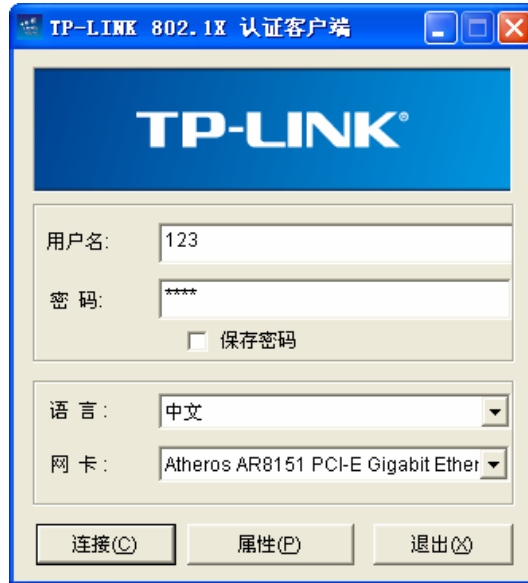 TP-LINK 802.1X 认证客户端
TP-LINK®
用户名: 123
密 码: ****
保存密码
语 言: 中文
网 卡: Atheros AR8151 PCI-E Gigabit Ether
连接(C) 属性(P) 退出(X)